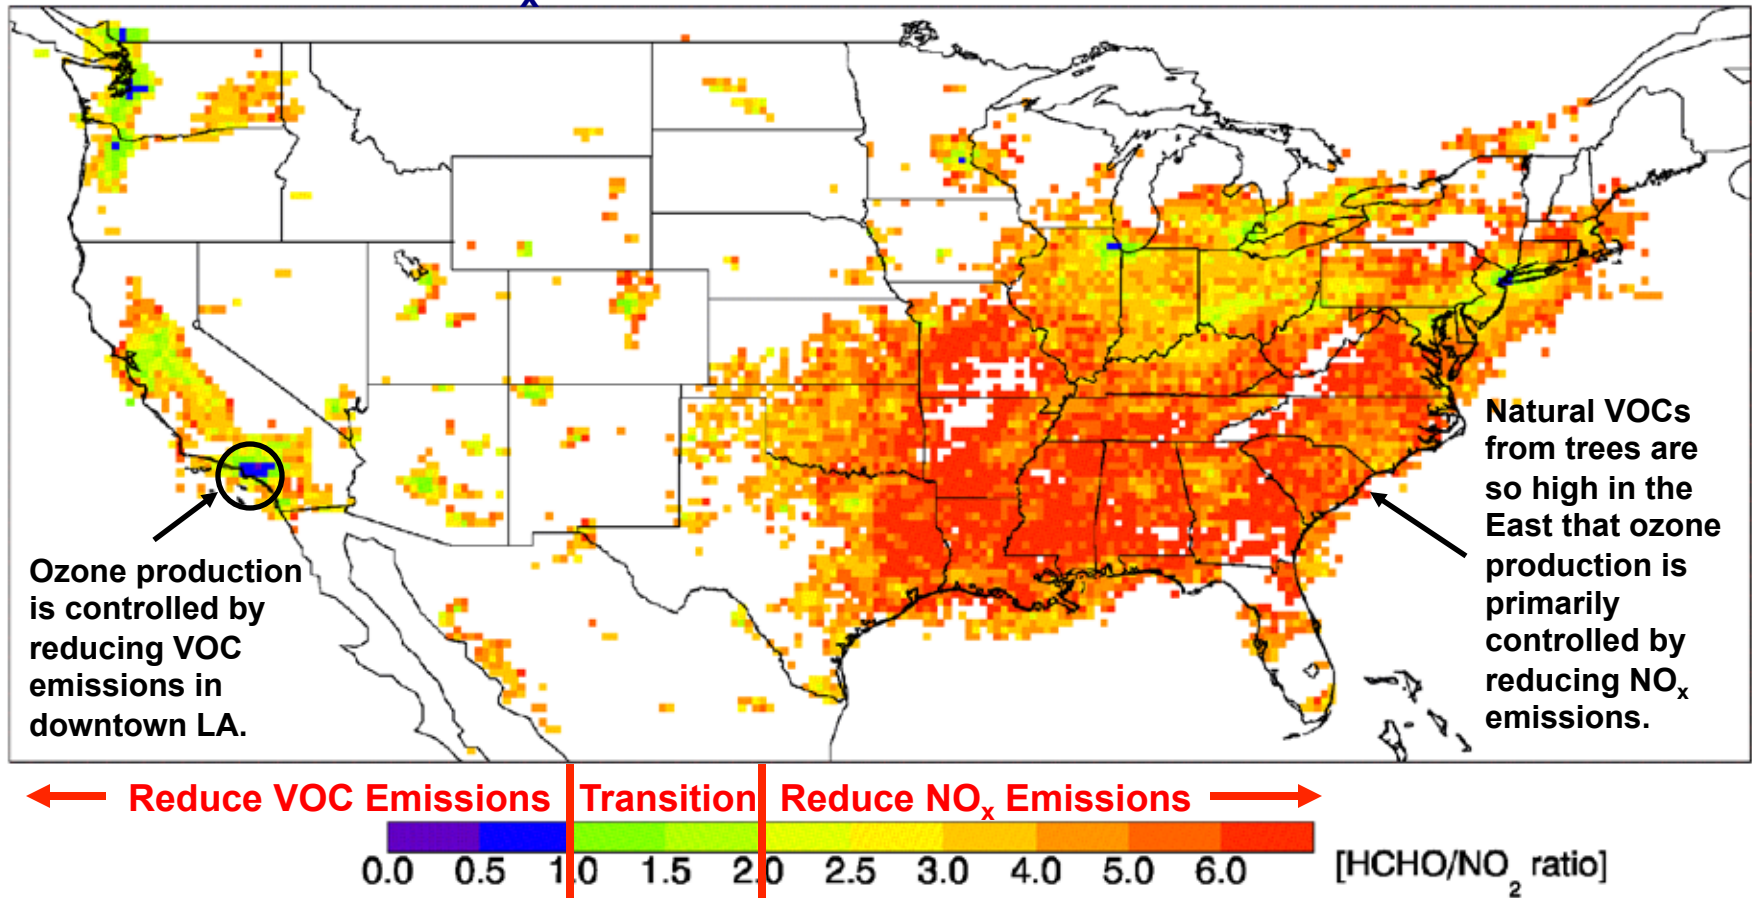 x
Natural VOCs
from trees are
so high in the
East that ozone
production is
primarily
controlled by
reducing NOx
emissions.
Ozone production
is controlled by
reducing VOC
emissions in
downtown LA.
Reduce VOC Emissions Transition Reduce NOx Emissions
0.0 0.5 1.0 1.5 2.0 2.5 3.0 4.0 5.0 6.0 [HCHO/NO2 ratio]